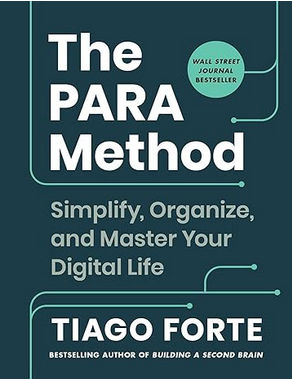 The
PARA
Method
WALL STREET
JOURNAL
BESTSELLER
Simplify, Organize,
and Master Your
Digital Life
TIAGO FORTE
BESTSELLING AUTHOR OF BUILDING A SECOND BRAIN